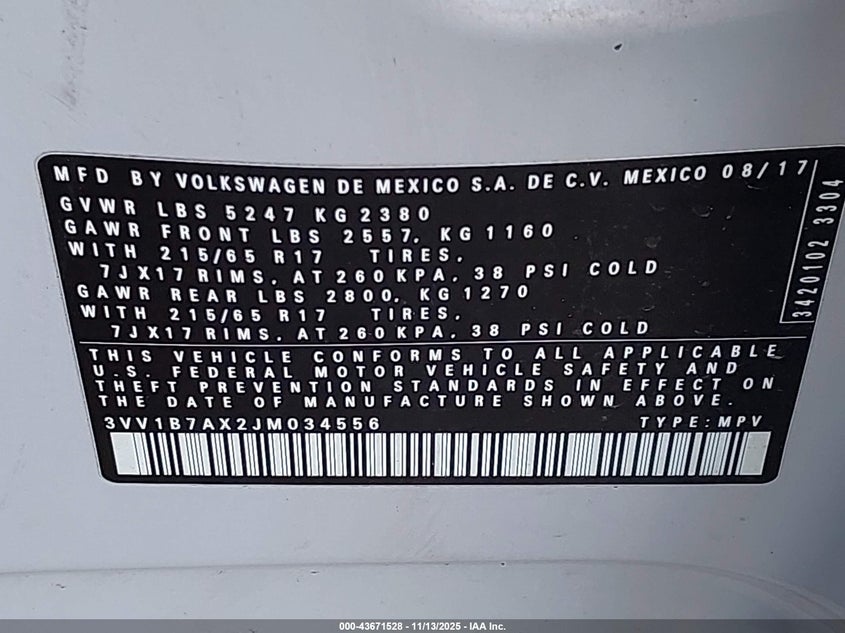 MFD BY VOLKSWAGEN DE MEXICO S.A. DE C.V. MEXICO 08/17
GVWR LBS 5247 KG 2380
GAWR FRONT LBS 2557, KG 1160
WITH 215/65 R17 TIRES,
7JX17 RIMS, AT 260 KPA, 38 PSI COLD
GAWR REAR LBS 2800, KG 1270
WITH 215/65 R17 TIRES,
7JX17 RIMS, AT 260 KPA, 38 PSI COLD
3420102 3304
THIS VEHICLE CONFORMS TO ALL APPLICABLE
U.S. FEDERAL MOTOR VEHICLE SAFETY AND
THEFT PREVENTION STANDARDS IN EFFECT ON
THE DATE OF MANUFACTURE SHOWN ABOVE.
3VV1B7AX2JM034556 TYPE: MPV
000-43671528 - 11/13/2025 - IAA Inc.